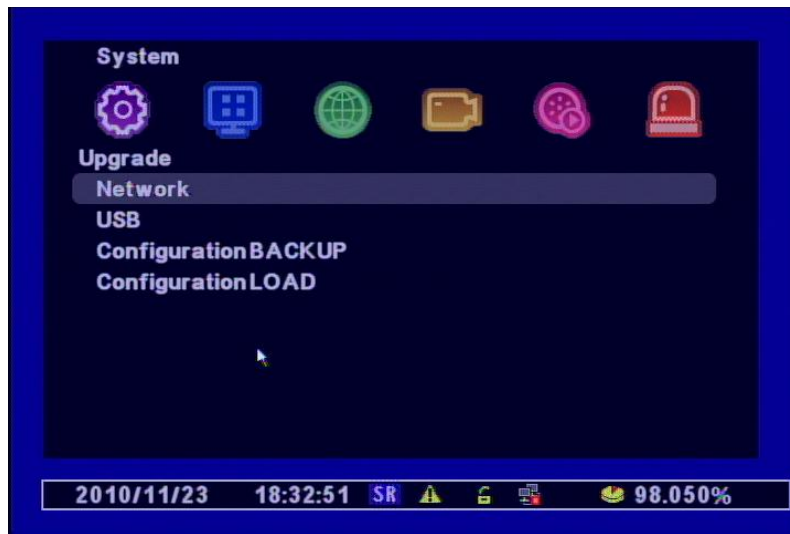 System
Upgrade
Network
USB
Configuration BACKUP
Configuration LOAD
2010/11/23 18:32:51 SR 98.050%